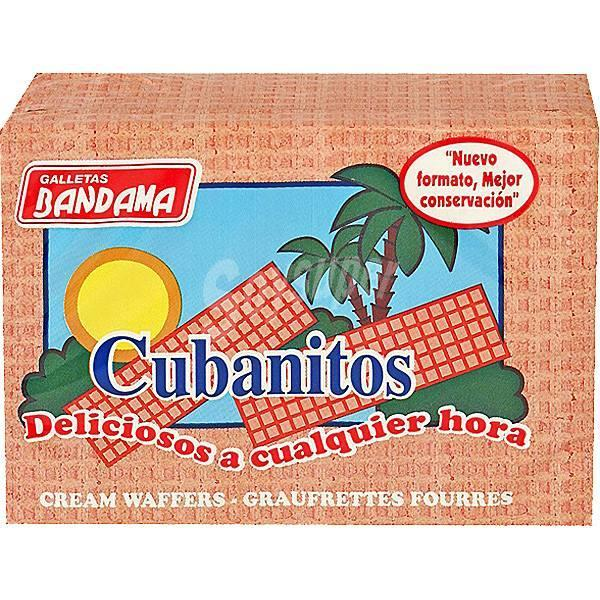 GALLETAS
BANDAMA
"Nuevo
formato, Mejor
conservación"
Cubanitos
Deliciosos a cualquier hora
CREAM WAFFERS - GRAUFRETTES FOURRES